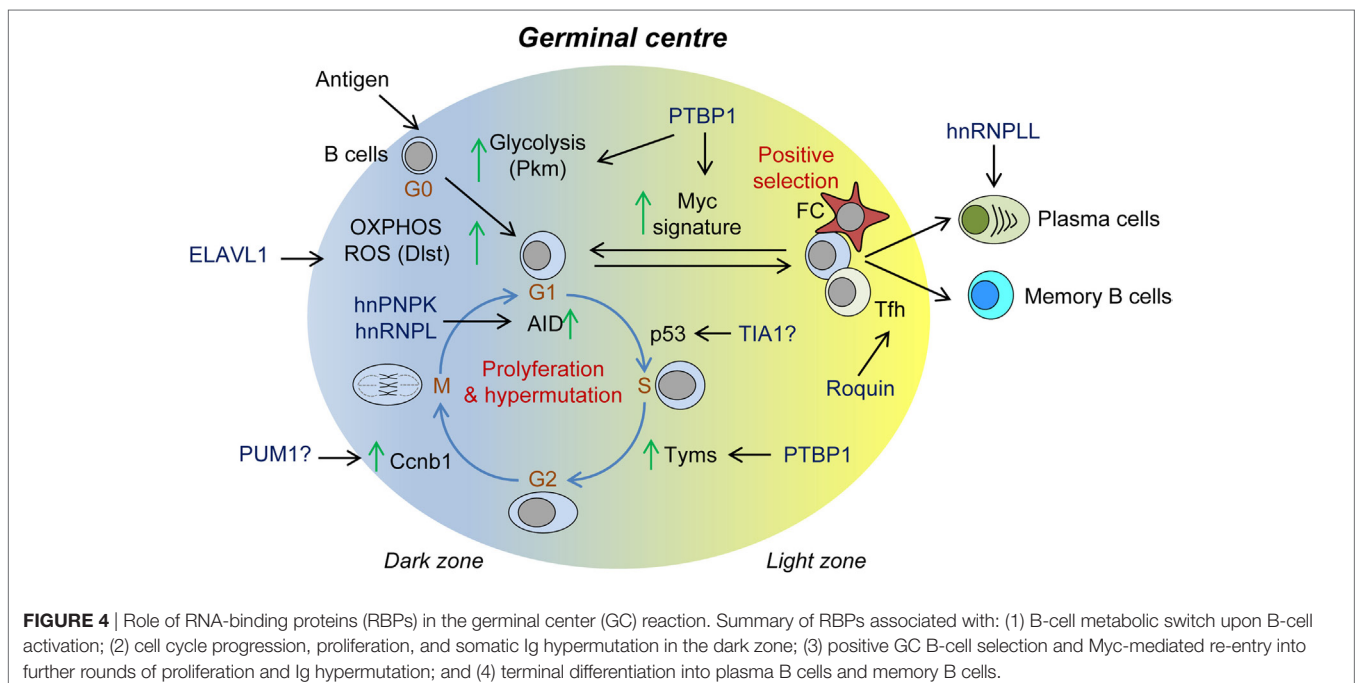 Germinal centre
Antigen
B cells
G0
Glycolysis
(Pkm)
PTBP1
Myc
signature
Positive
selection
FC
hnRNPLL
Plasma cells
Memory B cells
OXPHOS
ROS (Dlst)
ELAVL1
G1
hnPNPK
hnRNPL
AID
p53
TIA1?
Tfh
Roquin
Prolyferation
& hypermutation
M
S
PUM1?
Ccnb1
G2
Tyms
PTBP1
Dark zone
Light zone
FIGURE 4 | Role of RNA-binding proteins (RBPs) in the germinal center (GC) reaction. Summary of RBPs associated with: (1) B-cell metabolic switch upon B-cell
activation; (2) cell cycle progression, proliferation, and somatic Ig hypermutation in the dark zone; (3) positive GC B-cell selection and Myc-mediated re-entry into
further rounds of proliferation and Ig hypermutation; and (4) terminal differentiation into plasma B cells and memory B cells.